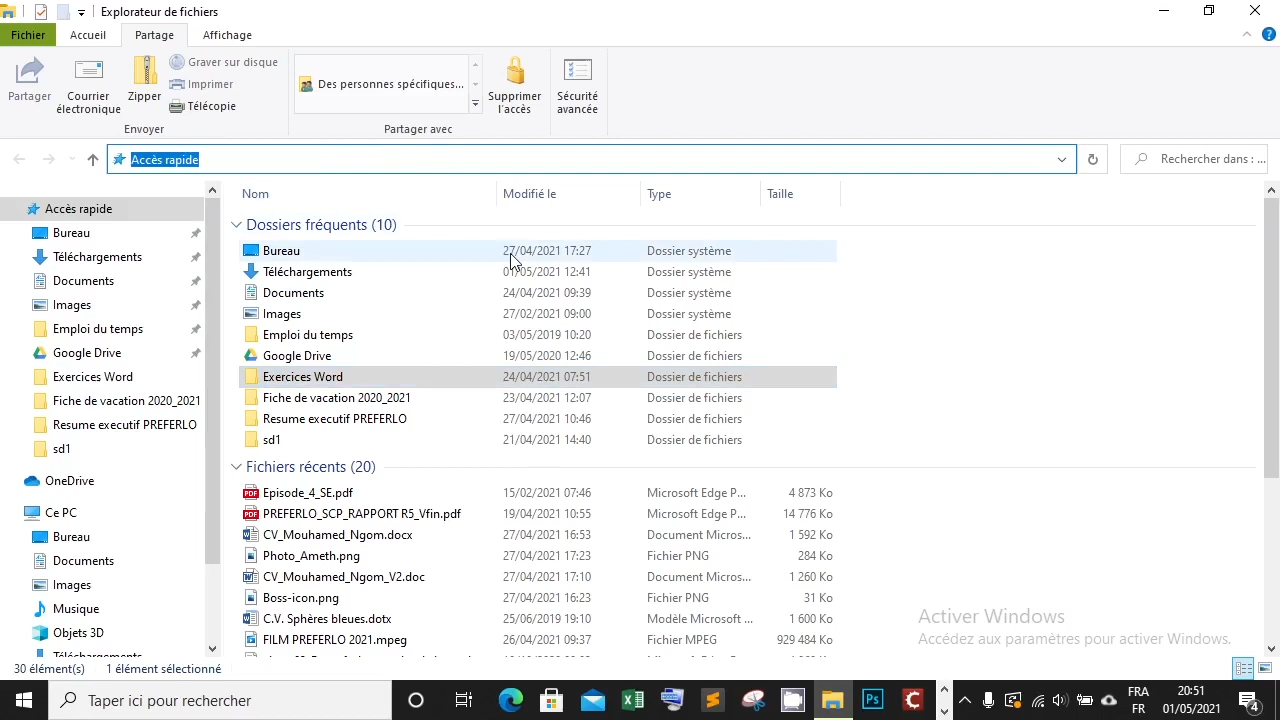 Explorateur de fichiers
Fichier Accueil Partage Affichage
Partager
Courrier électronique
Zipper
Graver sur disque
Imprimer
Télécopie
Envoyer
Des personnes spécifiques...
Supprimer l'accès
Partager avec
Sécurité avancée
Accès rapide
Rechercher dans : ...
Accès rapide
Bureau
Téléchargements
Documents
Images
Emploi du temps
Google Drive
Exercices Word
Fiche de vacation 2020_2021
Resume executif PREFERLO
sd1
OneDrive
Ce PC
Bureau
Documents
Images
Musique
Objets 3D
Nom Modifié le Type Taille
Dossiers fréquents (10)
Bureau 27/04/2021 17:27 Dossier système
Téléchargements 01/05/2021 12:41 Dossier système
Documents 24/04/2021 09:39 Dossier système
Images 27/02/2021 09:00 Dossier système
Emploi du temps 03/05/2019 10:20 Dossier de fichiers
Google Drive 19/05/2020 12:46 Dossier de fichiers
Exercices Word 24/04/2021 07:51 Dossier de fichiers
Fiche de vacation 2020_2021 23/04/2021 12:07 Dossier de fichiers
Resume executif PREFERLO 27/04/2021 10:46 Dossier de fichiers
sd1 21/04/2021 14:40 Dossier de fichiers
Fichiers récents (20)
Episode_4_SE.pdf 15/02/2021 07:46 Microsoft Edge P... 4 873 Ko
PREFERLO_SCP_RAPPORT R5_Vfin.pdf 19/04/2021 10:55 Microsoft Edge P... 14 776 Ko
CV_Mouhamed_Ngom.docx 27/04/2021 16:53 Document Micros... 1 592 Ko
Photo_Ameth.png 27/04/2021 17:23 Fichier PNG 284 Ko
CV_Mouhamed_Ngom_V2.doc 27/04/2021 17:10 Document Micros... 1 260 Ko
Boss-icon.png 27/04/2021 16:23 Fichier PNG 31 Ko
C.V. Sphères bleues.dotx 25/06/2019 19:10 Modèle Microsoft ... 1 600 Ko
FILM PREFERLO 2021.mpeg 26/04/2021 09:37 Fichier MPEG 929 484 Ko
Activer Windows
Accédez aux paramètres pour activer Windows.
30 élément(s) 1 élément sélectionné
Taper ici pour rechercher
FRA
FR
20:51
01/05/2021
4